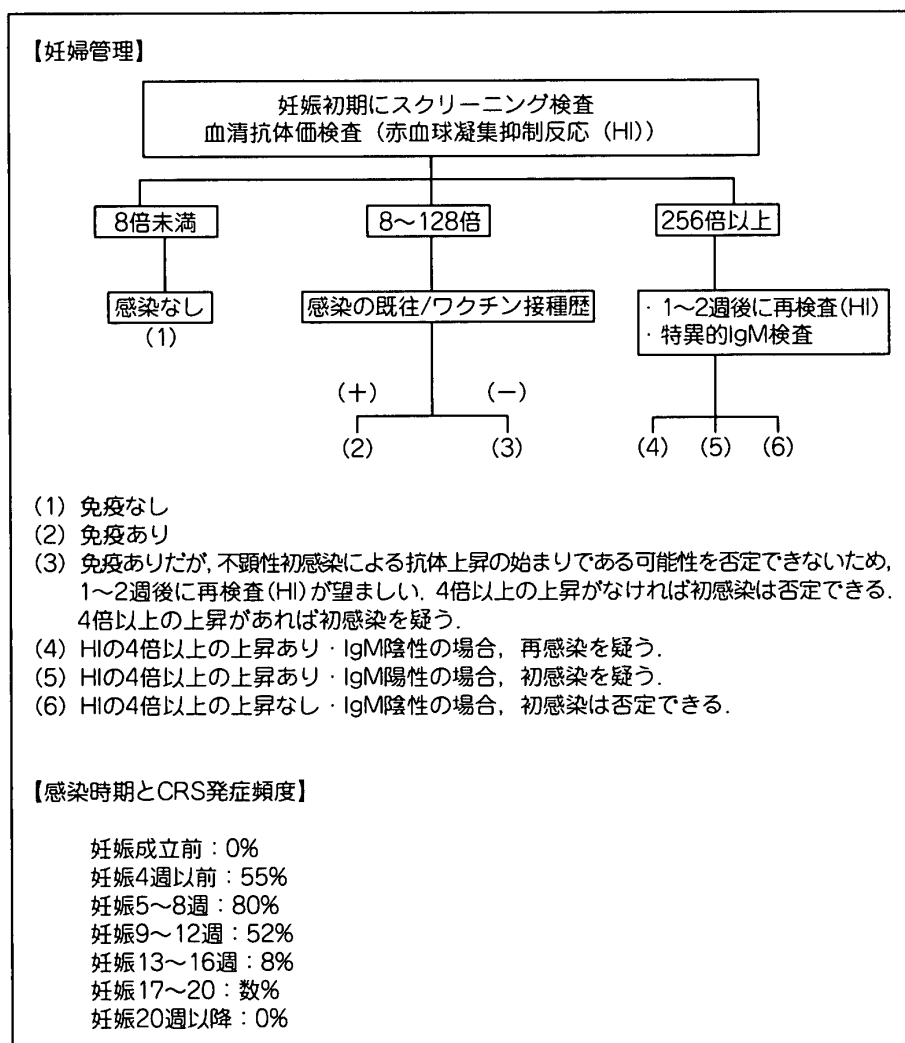 【妊婦管理】
妊娠初期にスクリーニング検査
血清抗体価検査（赤血球凝集抑制反応（HI））
8倍未満
8～128倍
256倍以上
感染なし
(1)
感染の既往/ワクチン接種歴
・1～2週後に再検査(HI)
・特異的IgM検査
(＋)
(－)
(2)
(3)
(4)
(5)
(6)
(1) 免疫なし
(2) 免疫あり
(3) 免疫ありだが，不顕性初感染による抗体上昇の始まりである可能性を否定できないため，
1～2週後に再検査(HI)が望ましい．4倍以上の上昇がなければ初感染は否定できる．
4倍以上の上昇があれば初感染を疑う．
(4) HIの4倍以上の上昇あり・IgM陰性の場合，再感染を疑う．
(5) HIの4倍以上の上昇あり・IgM陽性の場合，初感染を疑う．
(6) HIの4倍以上の上昇なし・IgM陰性の場合，初感染は否定できる．
【感染時期とCRS発症頻度】
妊娠成立前：0%
妊娠4週以前：55%
妊娠5～8週：80%
妊娠9～12週：52%
妊娠13～16週：8%
妊娠17～20：数%
妊娠20週以降：0%